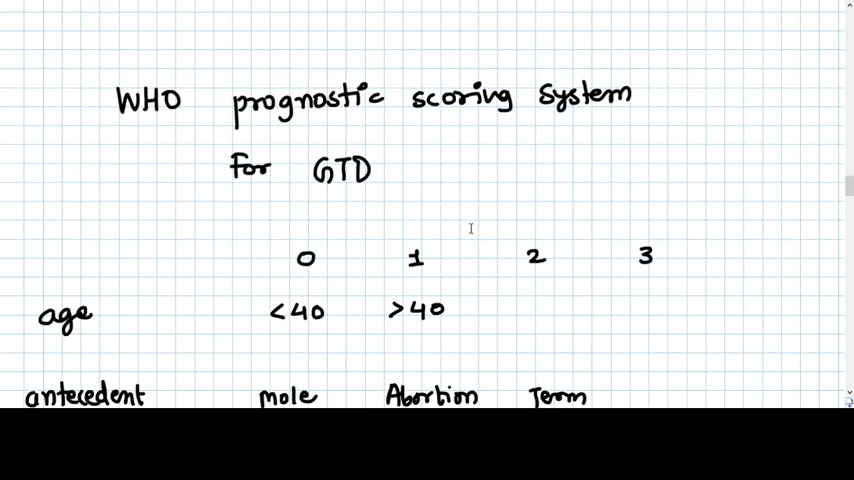 WHO prognostic scoring system
for GTD
0 1 2 3
age <40 >40
antecedent mole Abortion Term